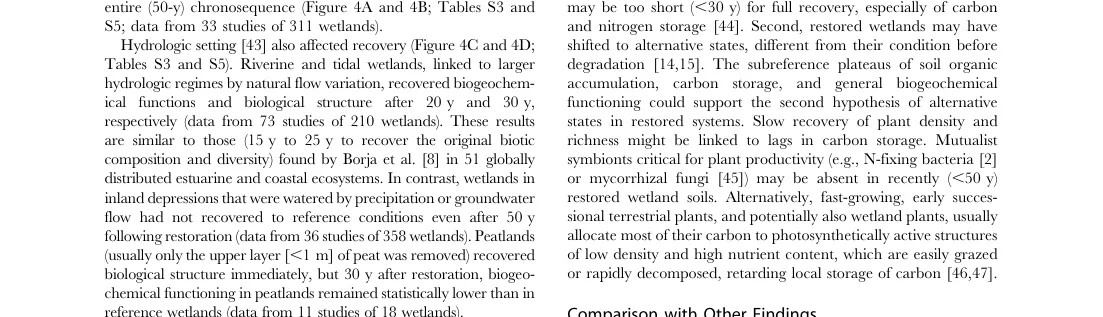 entire (50-y) chronosequence (Figure 4A and 4B; Tables S3 and
S5; data from 33 studies of 311 wetlands).
Hydrologic setting [43] also affected recovery (Figure 4C and 4D;
Tables S3 and S5). Riverine and tidal wetlands, linked to larger
hydrologic regimes by natural flow variation, recovered biogeochem-
ical functions and biological structure after 20 y and 30 y,
respectively (data from 73 studies of 210 wetlands). These results
are similar to those (15 y to 25 y to recover the original biotic
composition and diversity) found by Borja et al. [8] in 51 globally
distributed estuarine and coastal ecosystems. In contrast, wetlands in
inland depressions that were watered by precipitation or groundwater
flow had not recovered to reference conditions even after 50 y
following restoration (data from 36 studies of 358 wetlands). Peatlands
(usually only the upper layer [<1 m] of peat was removed) recovered
biological structure immediately, but 30 y after restoration, biogeo-
chemical functioning in peatlands remained statistically lower than in
reference wetlands (data from 11 studies of 18 wetlands).
may be too short (<30 y) for full recovery, especially of carbon
and nitrogen storage [44]. Second, restored wetlands may have
shifted to alternative states, different from their condition before
degradation [14,15]. The subreference plateaus of soil organic
accumulation, carbon storage, and general biogeochemical
functioning could support the second hypothesis of alternative
states in restored systems. Slow recovery of plant density and
richness might be linked to lags in carbon storage. Mutualist
symbionts critical for plant productivity (e.g., N-fixing bacteria [2]
or mycorrhizal fungi [45]) may be absent in recently (<50 y)
restored wetland soils. Alternatively, fast-growing, early succes-
sional terrestrial plants, and potentially also wetland plants, usually
allocate most of their carbon to photosynthetically active structures
of low density and high nutrient content, which are easily grazed
or rapidly decomposed, retarding local storage of carbon [46,47].
Comparison with Other Findings